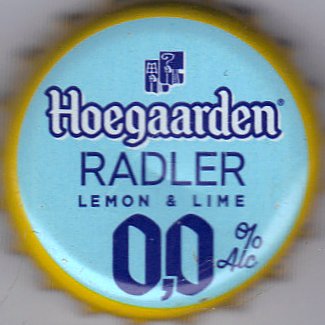 Hoegaarden®
RADLER
LEMON & LIME
0,0 % Alc